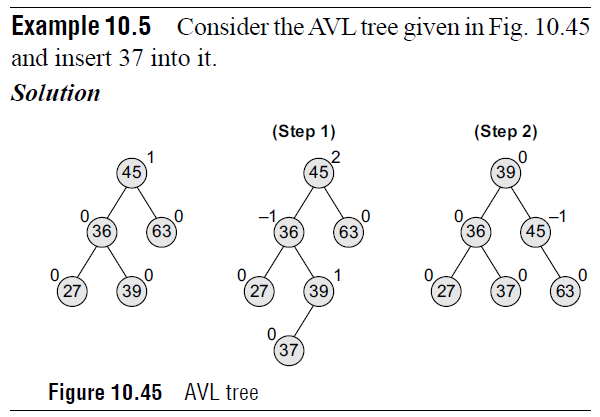 Example 10.5 Consider the AVL tree given in Fig. 10.45
and insert 37 into it.
Solution
(Step 1) (Step 2)
1 2 0
45 45 39
0 0 -1 0 0 -1
36 63 36 63 36 45
0 0 0 1 0 0 0
27 39 27 39 27 37 63
0
37
Figure 10.45 AVL tree